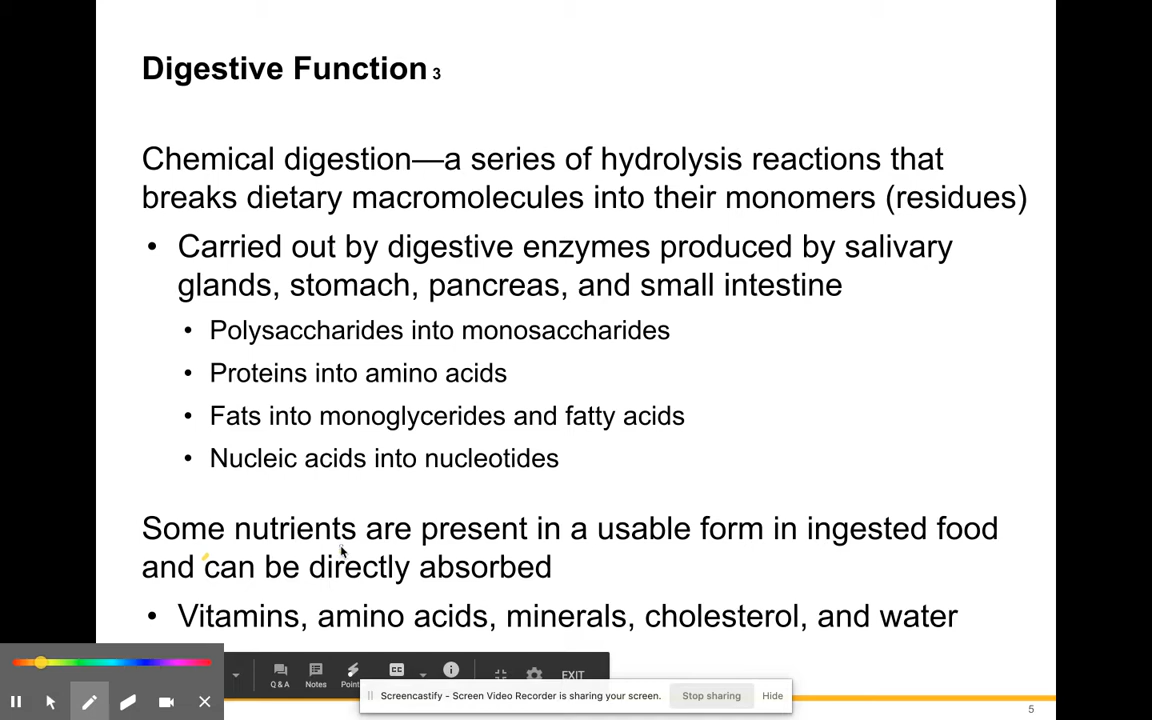 Digestive Function 3
Chemical digestion—a series of hydrolysis reactions that
breaks dietary macromolecules into their monomers (residues)
• Carried out by digestive enzymes produced by salivary
glands, stomach, pancreas, and small intestine
• Polysaccharides into monosaccharides
• Proteins into amino acids
• Fats into monoglycerides and fatty acids
• Nucleic acids into nucleotides
Some nutrients are present in a usable form in ingested food
and can be directly absorbed
• Vitamins, amino acids, minerals, cholesterol, and water
Q&A Notes Point EXIT
Screencastify - Screen Video Recorder is sharing your screen. Stop sharing Hide
5